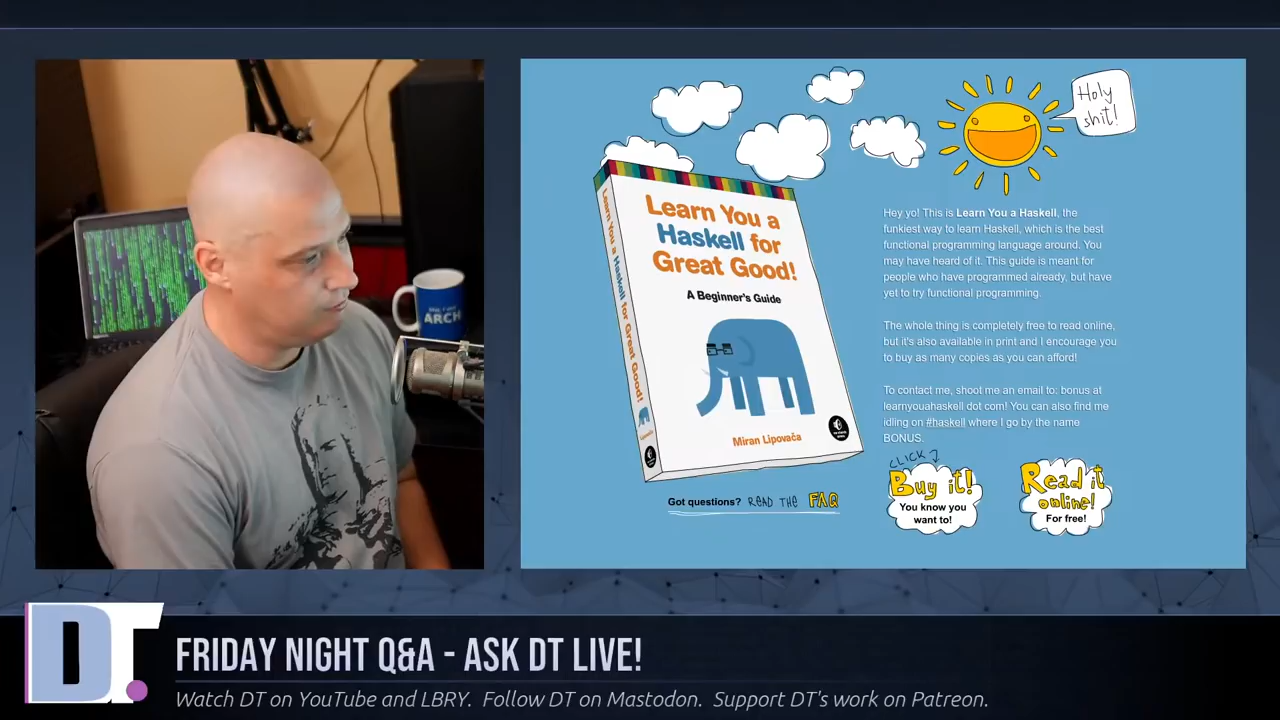 ARCH
Holy
shit!
Learn You a Haskell for Great Good!
Learn You a
Haskell for
Great Good!
A Beginner's Guide
Miran Lipovača
Hey yo! This is Learn You a Haskell, the
funkiest way to learn Haskell, which is the best
functional programming language around. You
may have heard of it. This guide is meant for
people who have programmed already, but have
yet to try functional programming.
The whole thing is completely free to read online,
but it's also available in print and I encourage you
to buy as many copies as you can afford!
To contact me, shoot me an email to: bonus at
learnyouahaskell dot com! You can also find me
idling on #haskell where I go by the name
BONUS.
CLICK
Buy it!
You know you
want to!
Read it
online!
For free!
Got questions? READ THE FAQ
DT.
FRIDAY NIGHT Q&A - ASK DT LIVE!
Watch DT on YouTube and LBRY. Follow DT on Mastodon. Support DT's work on Patreon.